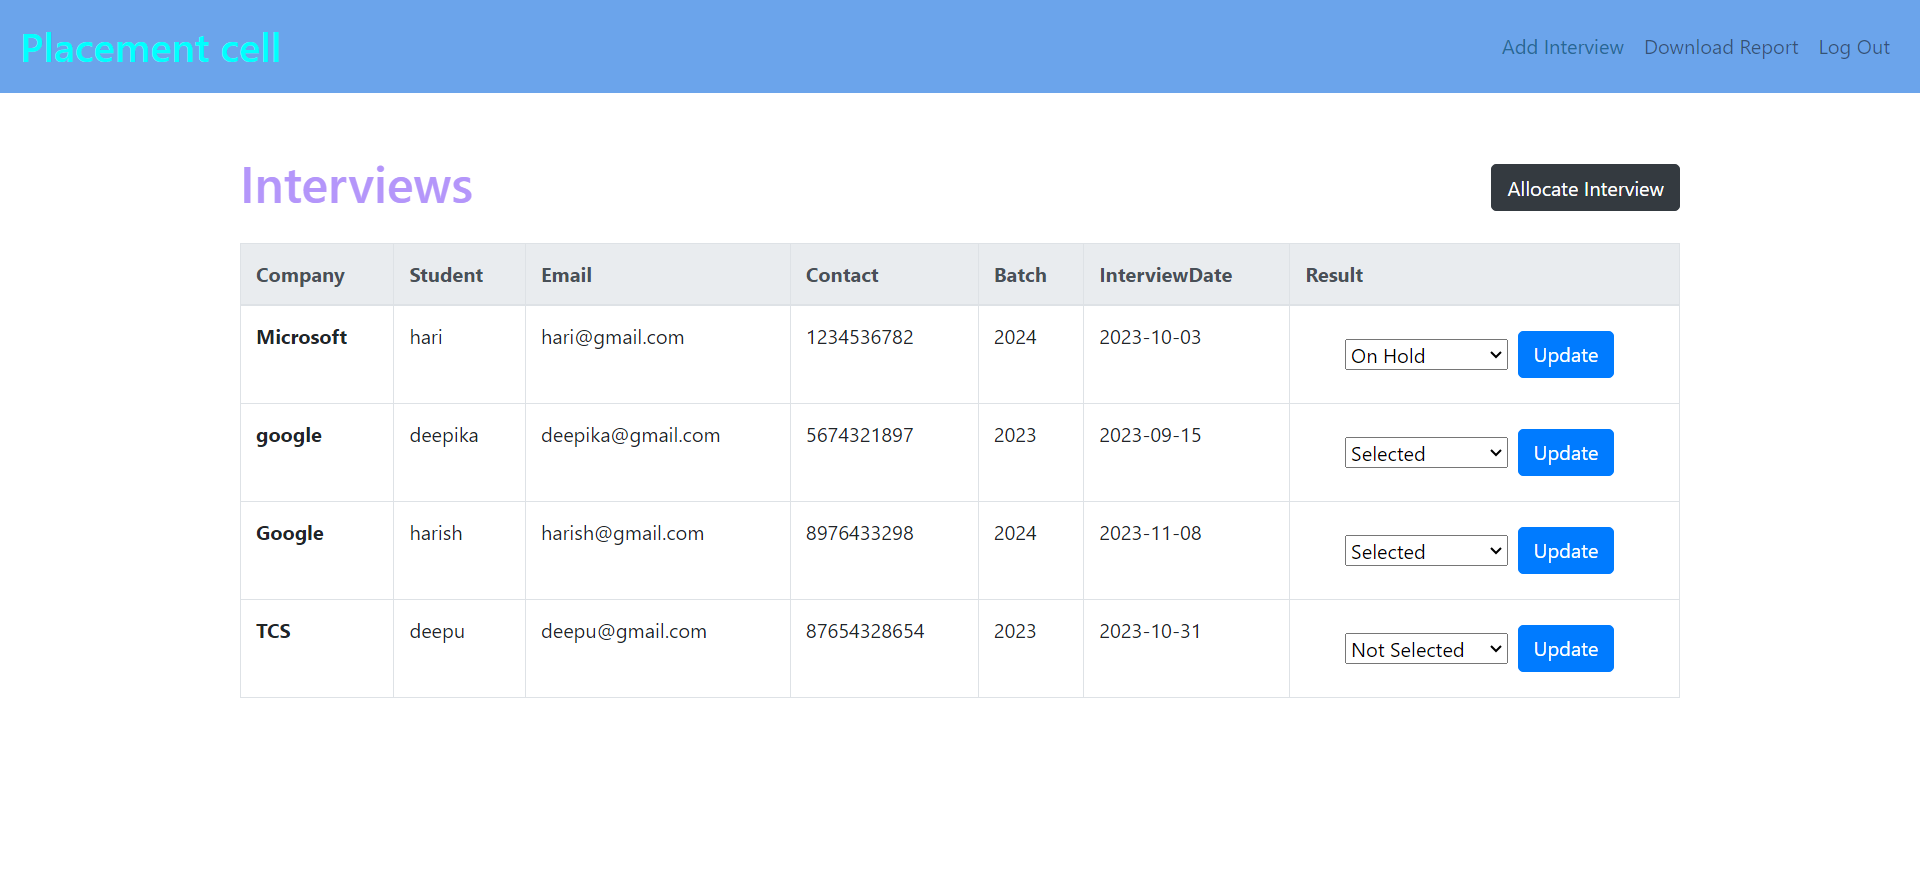 Placement cell Add Interview Download Report Log Out
Interviews Allocate Interview
Company Student Email Contact Batch InterviewDate Result
Microsoft hari hari@gmail.com 1234536782 2024 2023-10-03 On Hold Update
google deepika deepika@gmail.com 5674321897 2023 2023-09-15 Selected Update
Google harish harish@gmail.com 8976433298 2024 2023-11-08 Selected Update
TCS deepu deepu@gmail.com 87654328654 2023 2023-10-31 Not Selected Update